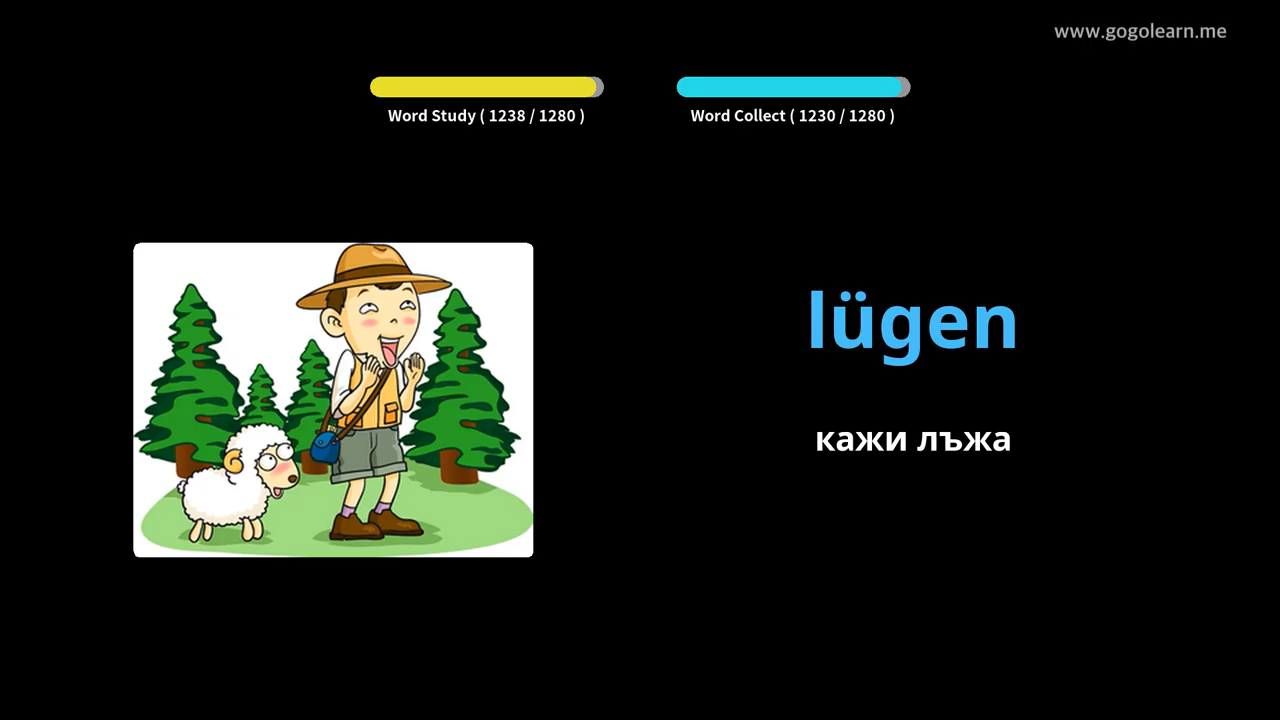 www.gogolearn.me
Word Study ( 1238 / 1280 )
Word Collect ( 1230 / 1280 )
lügen
кажи лъжа